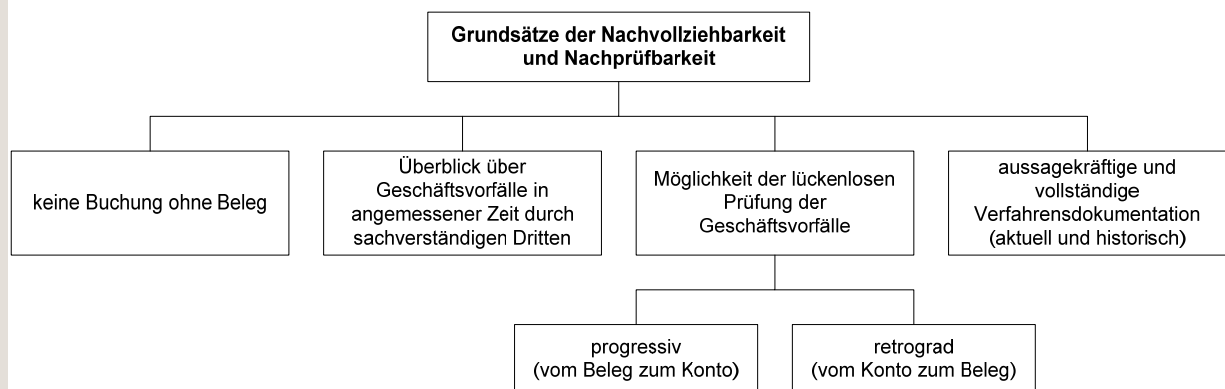 Grundsätze der Nachvollziehbarkeit
und Nachprüfbarkeit
keine Buchung ohne Beleg
Überblick über
Geschäftsvorfälle in
angemessener Zeit durch
sachverständigen Dritten
Möglichkeit der lückenlosen
Prüfung der
Geschäftsvorfälle
aussagekräftige und
vollständige
Verfahrensdokumentation
(aktuell und historisch)
progressiv
(vom Beleg zum Konto)
retrograd
(vom Konto zum Beleg)